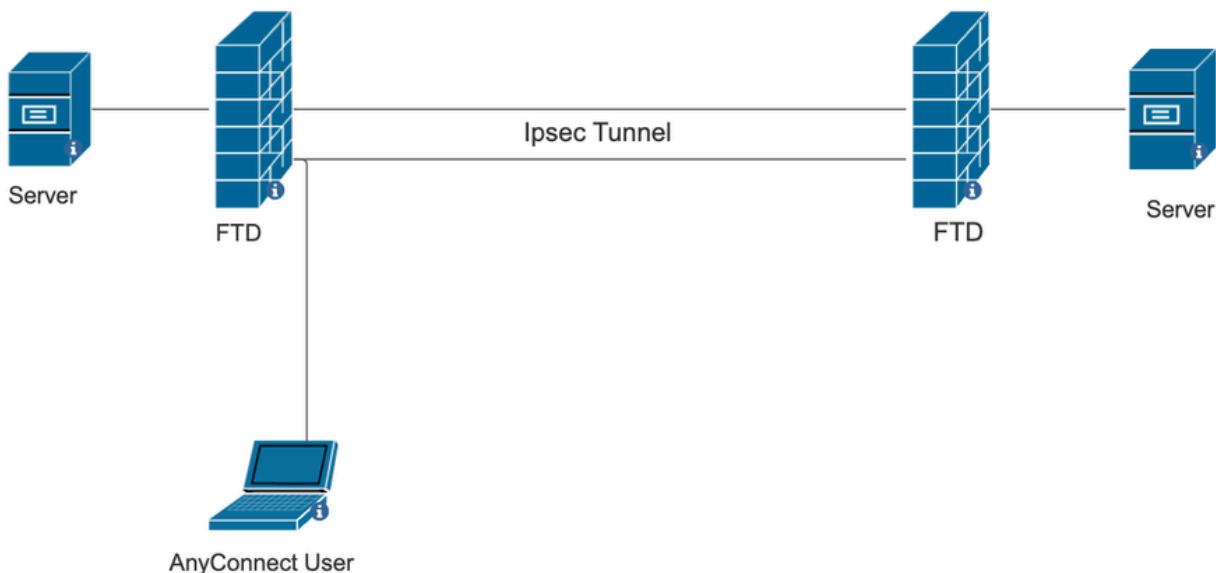 Ipsec Tunnel
Server
FTD
FTD
Server
AnyConnect User